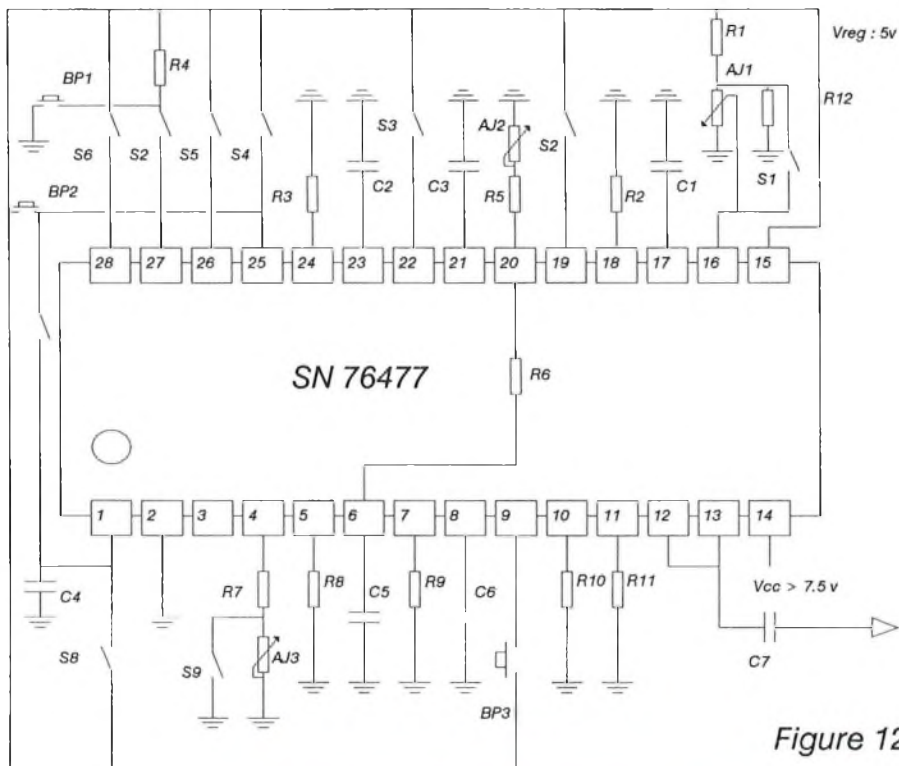 R1
Vreg : 5v
BP1
R4
AJ1
R12
S3
AJ2
S2
S6
S2
S5
S4
C2
C3
R5
R2
C1
S1
BP2
R3
28 27 26 25 24 23 22 21 20 19 18 17 16 15
SN 76477
R6
1 2 3 4 5 6 7 8 9 10 11 12 13 14
C4
R7
R8
C5
R9
C6
R10
R11
Vcc > 7.5 v
S8
S9
AJ3
C7
BP3
Figure 12